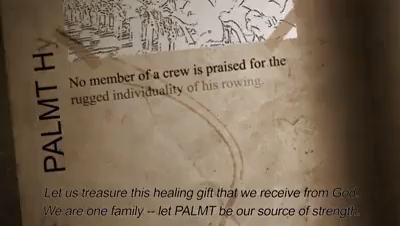 PALMT Hy
No member of a crew is praised for the
rugged individuality of his rowing.
Let us treasure this healing gift that we receive from God.
We are one family -- let PALMT be our source of strength.